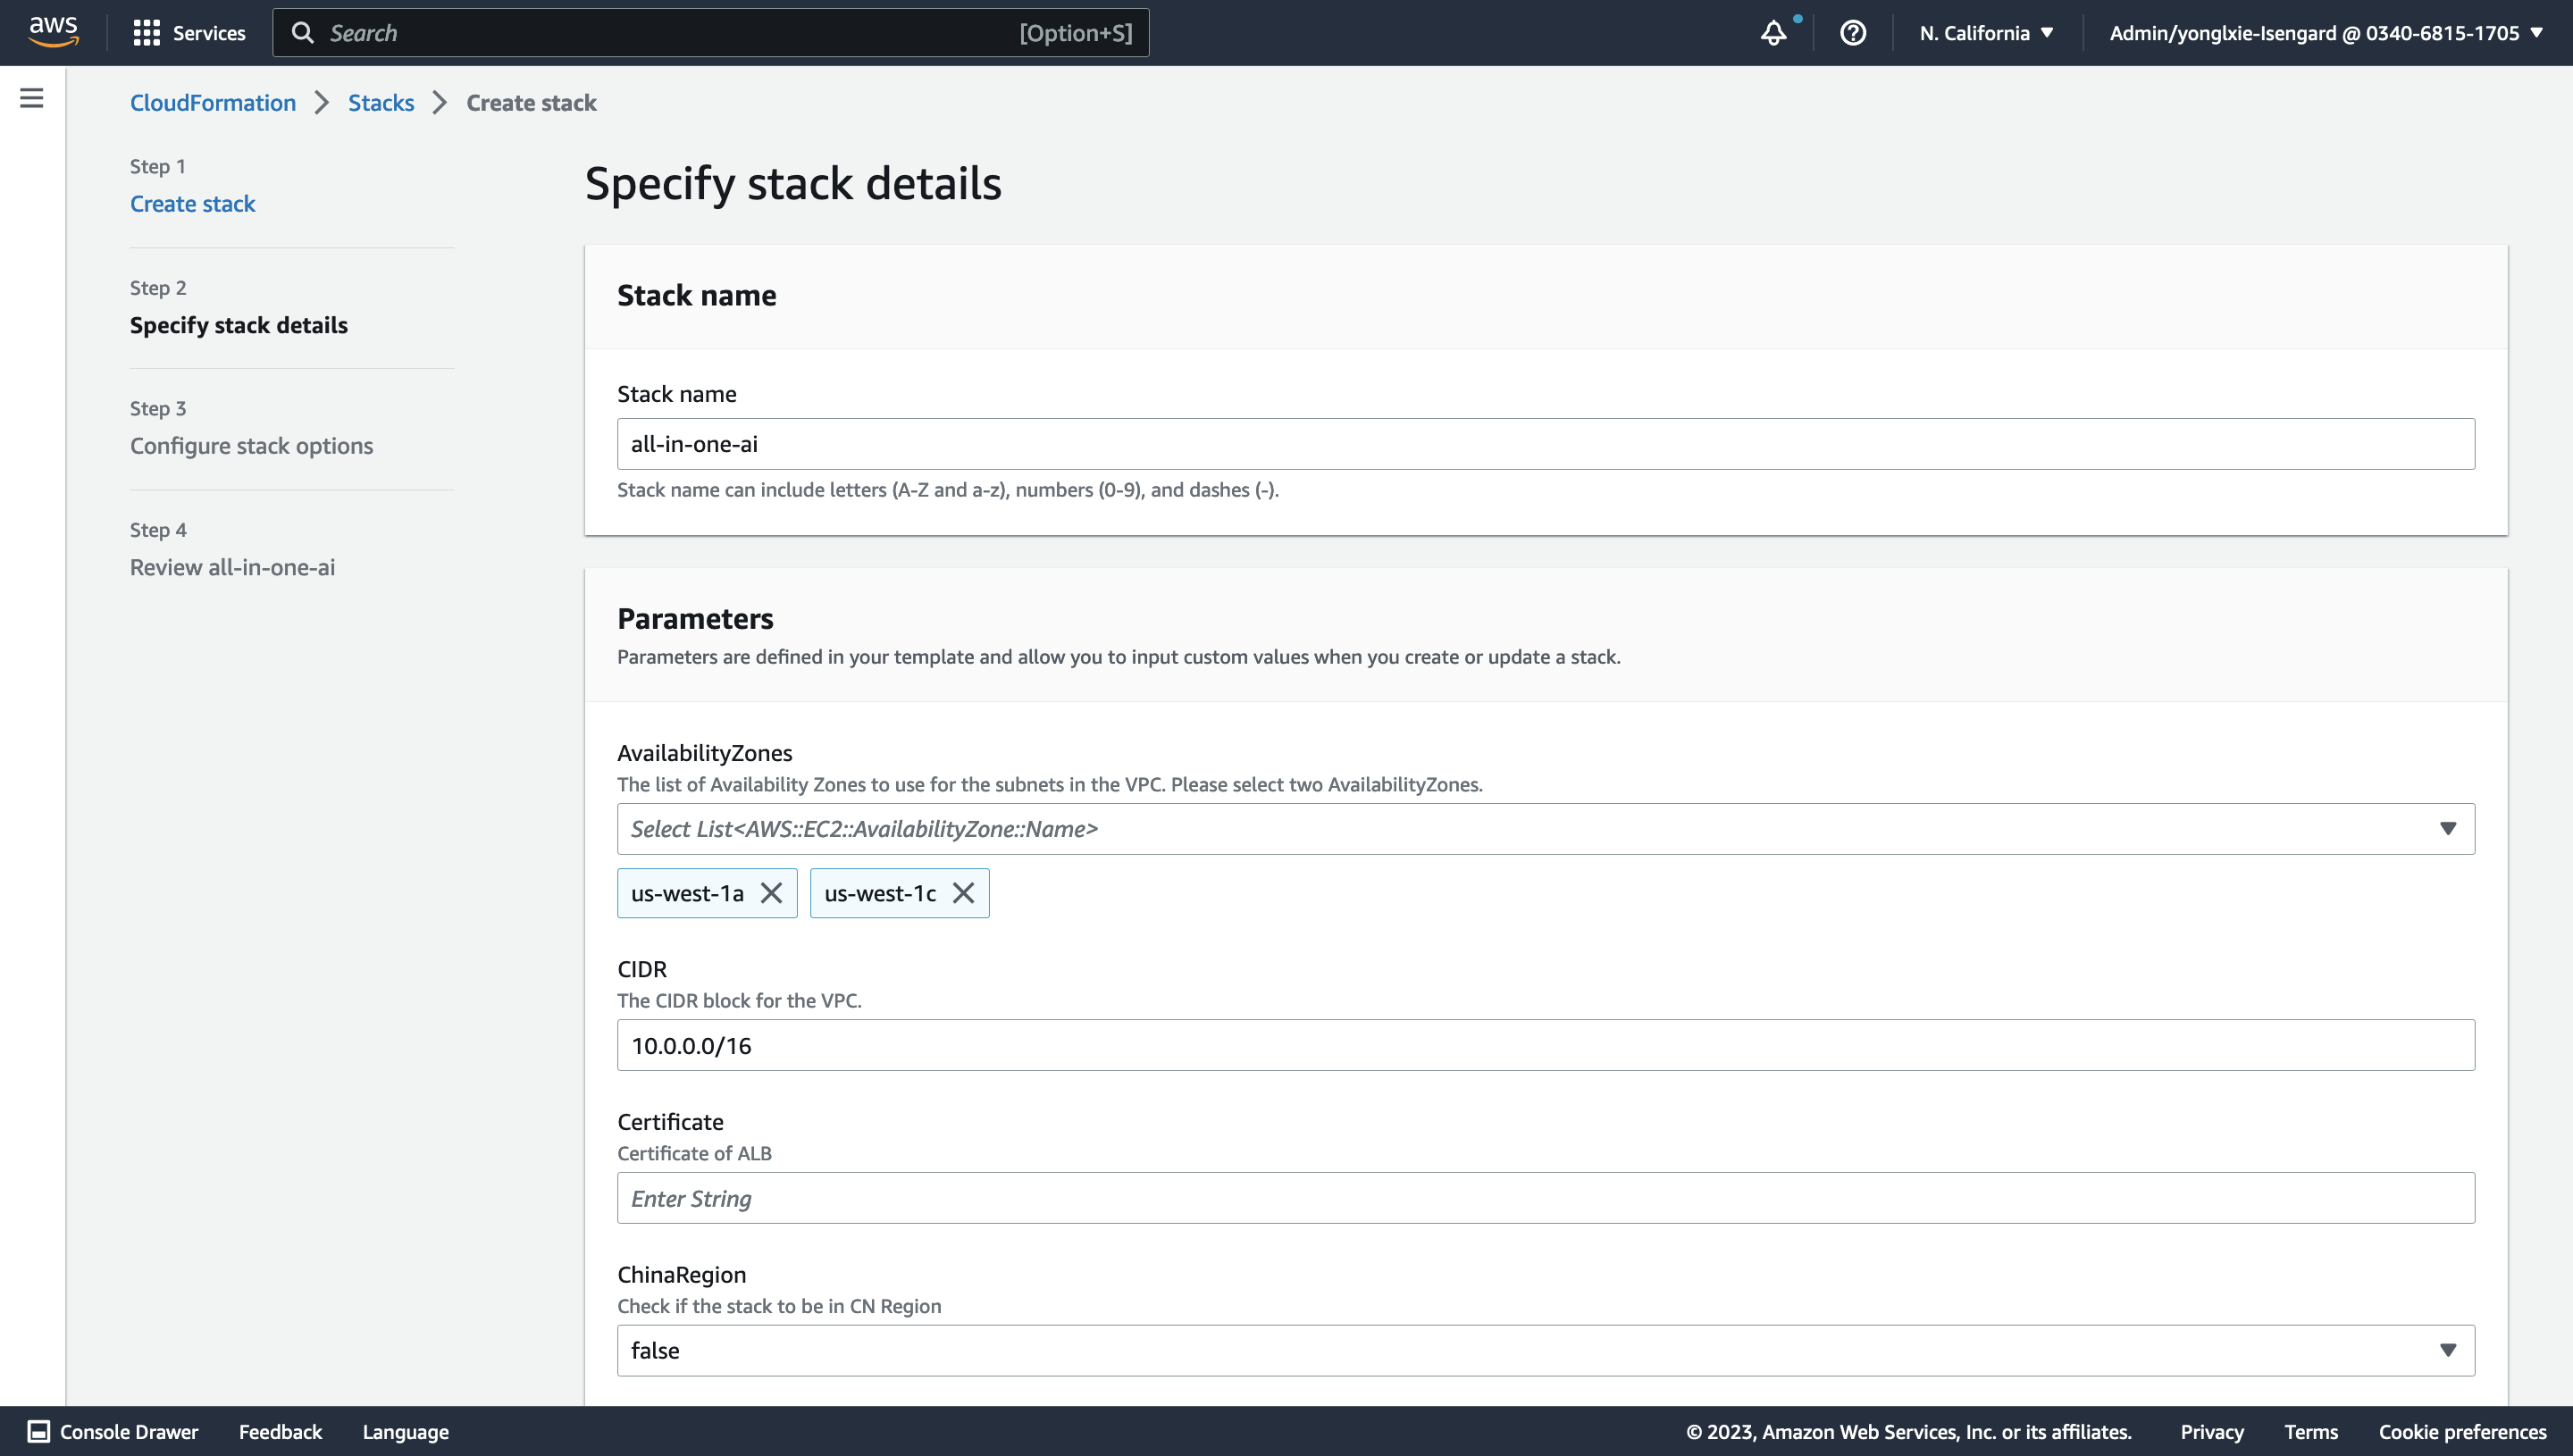 aws
Services
Search [Option+S]
N. California
Admin/yonglxie-Isengard @ 0340-6815-1705
CloudFormation Stacks Create stack
Step 1
Create stack
Step 2
Specify stack details
Step 3
Configure stack options
Step 4
Review all-in-one-ai
Specify stack details
Stack name
Stack name
all-in-one-ai
Stack name can include letters (A-Z and a-z), numbers (0-9), and dashes (-).
Parameters
Parameters are defined in your template and allow you to input custom values when you create or update a stack.
AvailabilityZones
The list of Availability Zones to use for the subnets in the VPC. Please select two AvailabilityZones.
Select List<AWS::EC2::AvailabilityZone::Name>
us-west-1a us-west-1c
CIDR
The CIDR block for the VPC.
10.0.0.0/16
Certificate
Certificate of ALB
Enter String
ChinaRegion
Check if the stack to be in CN Region
false
Console Drawer Feedback Language
© 2023, Amazon Web Services, Inc. or its affiliates. Privacy Terms Cookie preferences